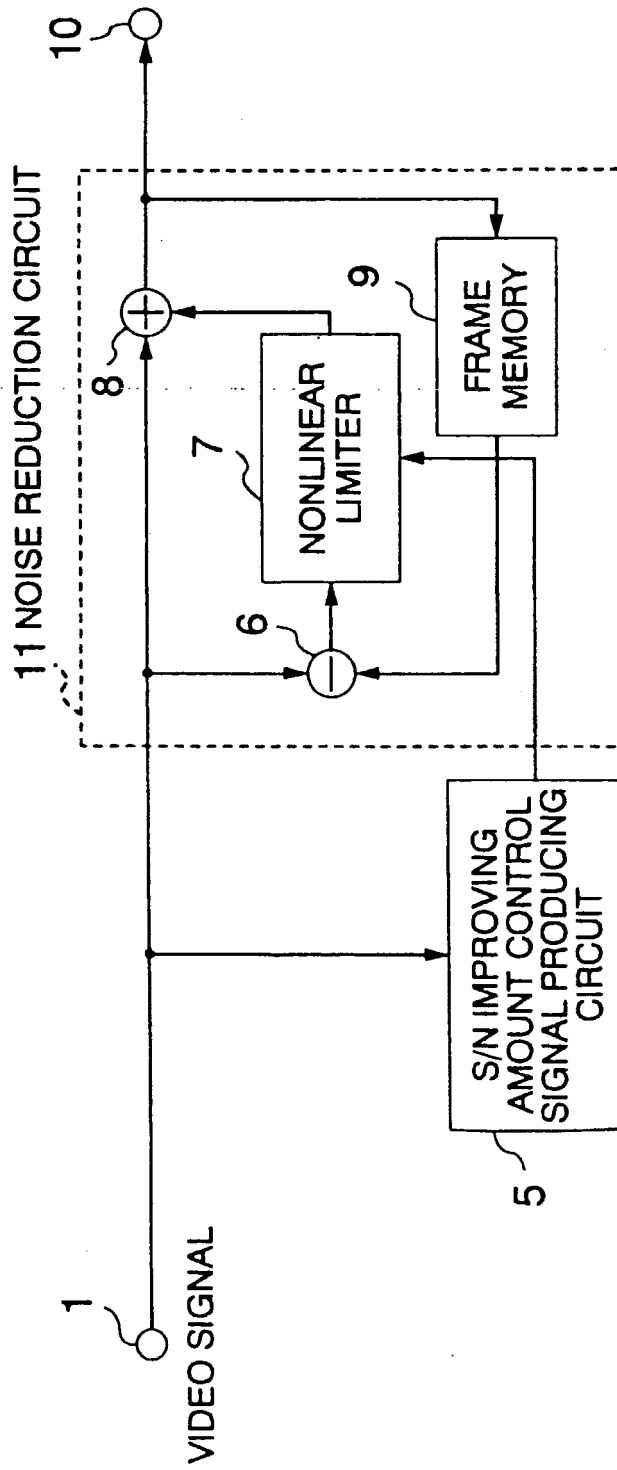 11 NOISE REDUCTION CIRCUIT
1
VIDEO SIGNAL
8
10
6
7
NONLINEAR
LIMITER
9
FRAME
MEMORY
5
S/N IMPROVING
AMOUNT CONTROL
SIGNAL PRODUCING
CIRCUIT